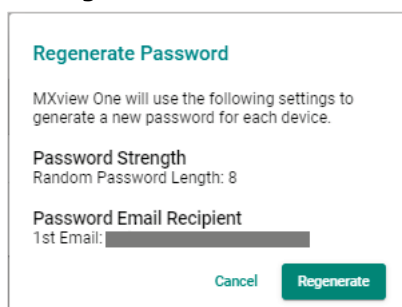 Regenerate Password
MXview One will use the following settings to
generate a new password for each device.
Password Strength
Random Password Length: 8
Password Email Recipient
1st Email:
Cancel
Regenerate